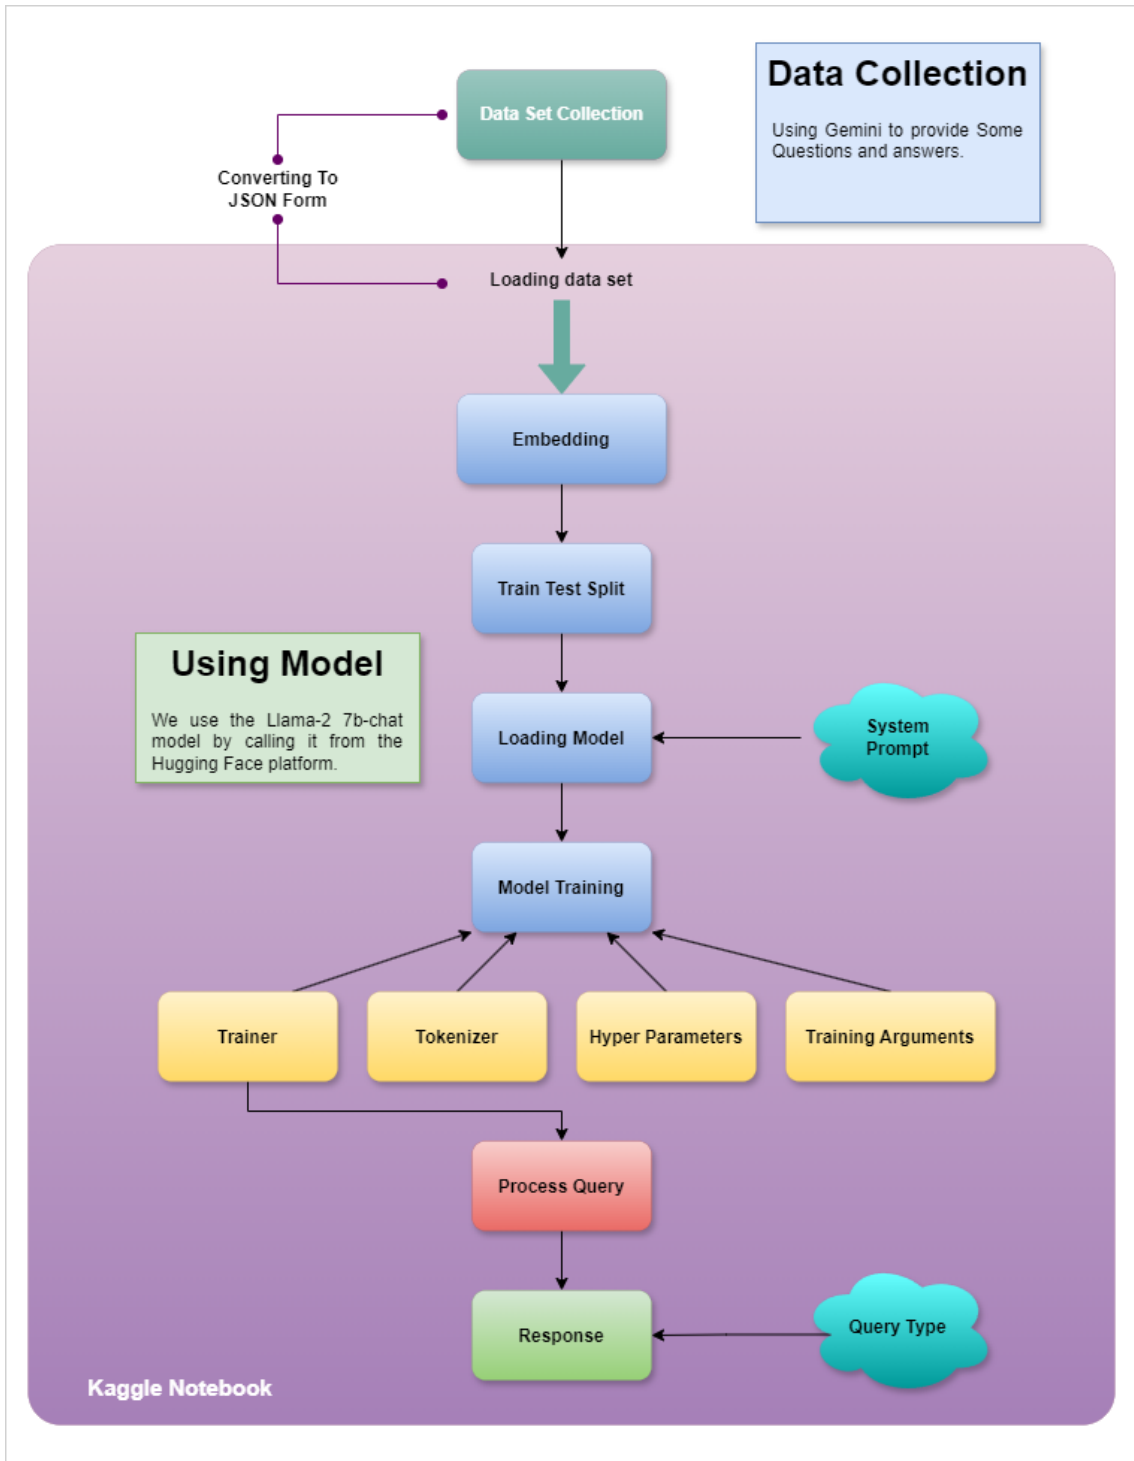 Data Collection
Using Gemini to provide Some
Questions and answers.
Data Set Collection
Converting To
JSON Form
Loading data set
Embedding
Train Test Split
Using Model
We use the Llama-2 7b-chat
model by calling it from the
Hugging Face platform.
Loading Model
System
Prompt
Model Training
Trainer
Tokenizer
Hyper Parameters
Training Arguments
Process Query
Response
Query Type
Kaggle Notebook